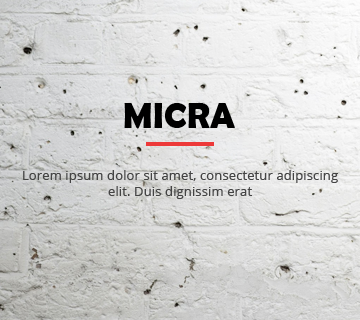 MICRA
Lorem ipsum dolor sit amet, consectetur adipiscing
elit. Duis dignissim erat